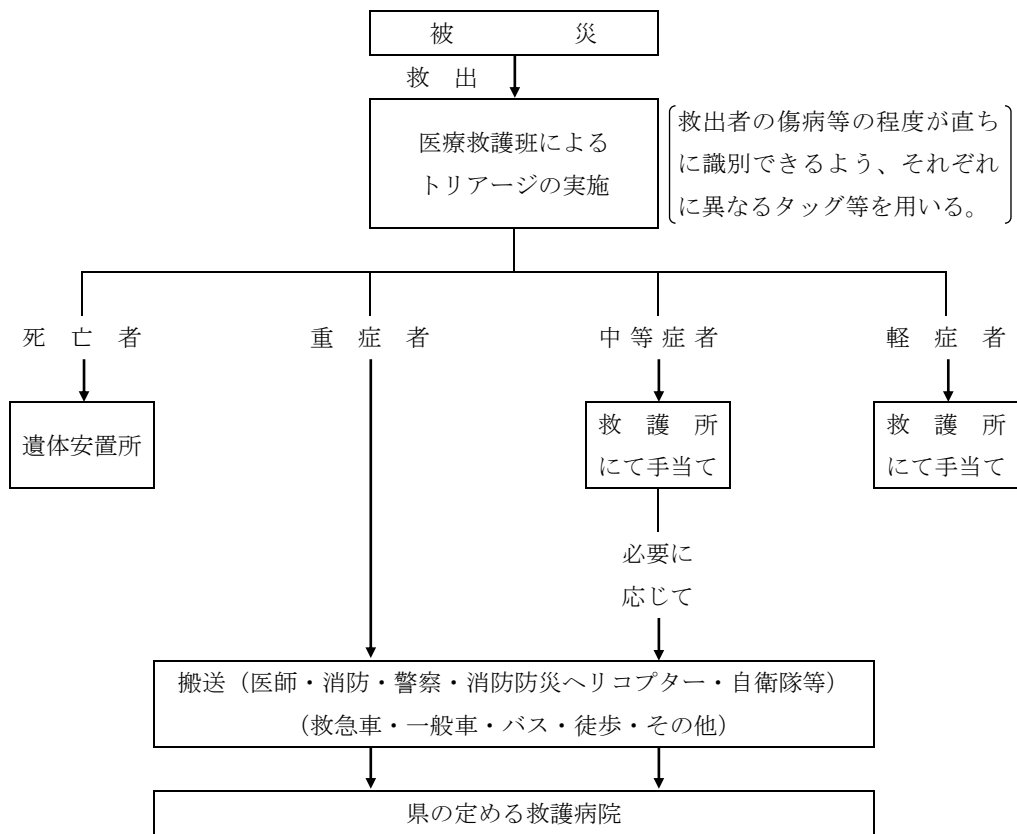 被災
救出
医療救護班による
トリアージの実施
救出者の傷病等の程度が直ち
に識別できるよう、それぞれ
に異なるタッグ等を用いる。
死亡者
重症者
中等症者
軽症者
遺体安置所
救護所
にて手当て
救護所
にて手当て
必要に
応じて
搬送（医師・消防・警察・消防防災ヘリコプター・自衛隊等）
（救急車・一般車・バス・徒歩・その他）
県の定める救護病院